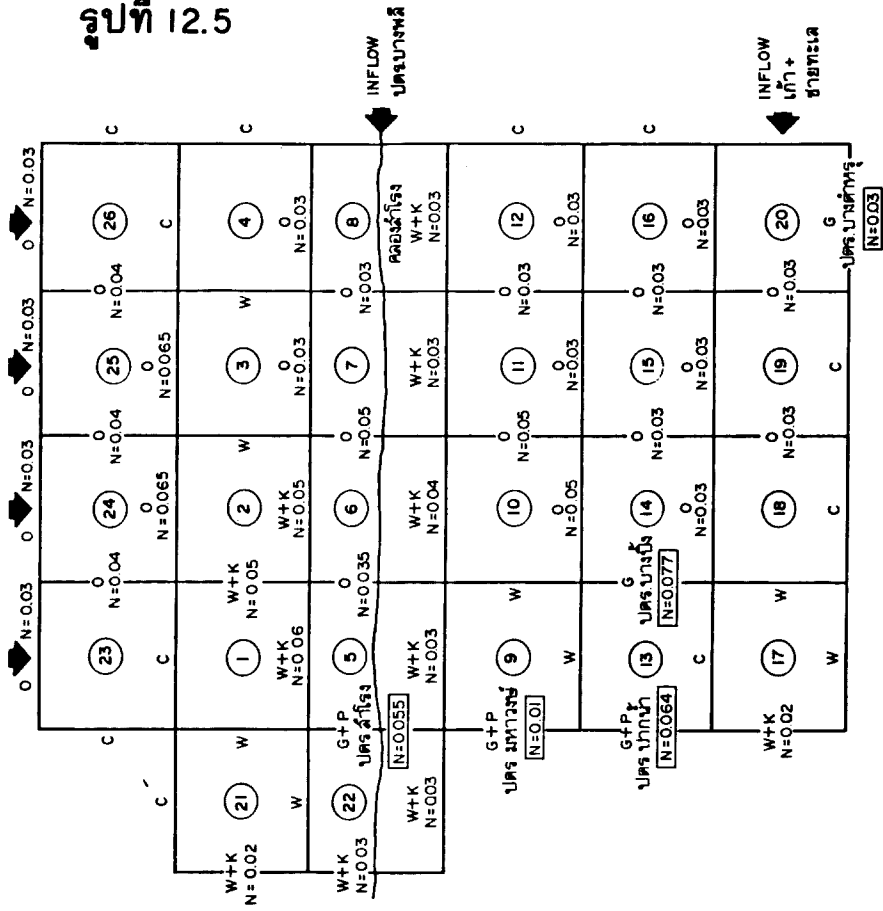 รูปที่ 12.5
O N=0.03
O N=0.03
O N=0.03
O N=0.03
23
O
N=0.04
24
O
N=0.04
25
O
N=0.04
26
C
C
O
N=0.065
O
N=0.065
C
C
C
W+K
N=0.02
21
W
1
W+K
N=0.05
2
W
3
W
4
C
W
W+K
N=0.06
W+K
N=0.05
O
N=0.03
O
N=0.03
W+K
N=0.03
22
G+P
ปตร.สำโรง
N=0.055
5
O
N=0.035
6
O
N=0.05
7
O
N=0.03
8
INFLOW
ปตร.บางพลี
W+K
N=0.03
W+K
N=0.03
W+K
N=0.04
W+K
N=0.03
คลองสำโรง
W+K
N=0.03
G+P
ปตร มหาวงษ์
N=0.01
9
W
10
O
N=0.05
11
O
N=0.03
12
C
W
O
N=0.05
O
N=0.03
O
N=0.03
G+P
ปตร ปากน้ำ
N=0.064
13
G
ปตร.บางปิ้ง
N=0.077
14
O
N=0.03
15
O
N=0.03
16
C
C
O
N=0.03
O
N=0.03
O
N=0.03
W+K
N=0.02
17
W
18
O
N=0.03
19
O
N=0.03
20
INFLOW
เก้า +
ชายทะเล
W
C
C
G
ปตร.บางตำหรุ
N=0.03